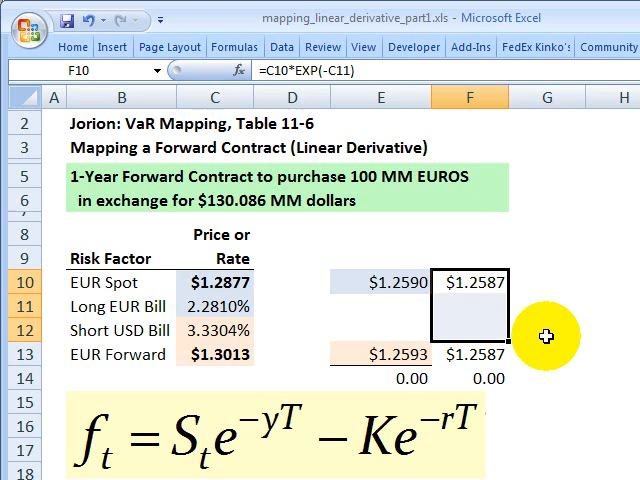 mapping_linear_derivative_part1.xls - Microsoft Excel
Home Insert Page Layout Formulas Data Review View Developer Add-Ins FedEx Kinko's Community
F10 fx =C10*EXP(-C11)
A B C D E F G H
2 Jorion: VaR Mapping, Table 11-6
3 Mapping a Forward Contract (Linear Derivative)
5 1-Year Forward Contract to purchase 100 MM EUROS
6 in exchange for $130.086 MM dollars
7
8 Price or
9 Risk Factor Rate
10 EUR Spot $1.2877 $1.2590 $1.2587
11 Long EUR Bill 2.2810%
12 Short USD Bill 3.3304%
13 EUR Forward $1.3013 $1.2593 $1.2587
14 0.00 0.00
15
16 fₜ = Sₜe^{-yT} − Ke^{-rT}
17
18